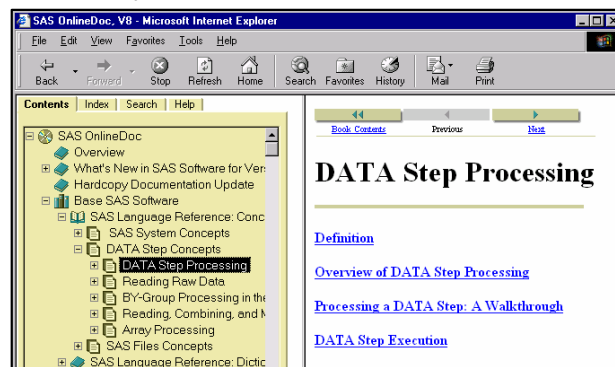 SAS OnlineDoc, V8 - Microsoft Internet Explorer
File Edit View Favorites Tools Help
Back Forward Stop Refresh Home Search Favorites History Mail Print
Contents Index Search Help
SAS OnlineDoc
Overview
What's New in SAS Software for Ver
Hardcopy Documentation Update
Base SAS Software
SAS Language Reference: Conc
SAS System Concepts
DATA Step Concepts
DATA Step Processing
Reading Raw Data
BY-Group Processing in the
Reading, Combining, and M
Array Processing
SAS Files Concepts
SAS Language Reference: Dictic
Book Contents Previous Next
DATA Step Processing
Definition
Overview of DATA Step Processing
Processing a DATA Step: A Walkthrough
DATA Step Execution